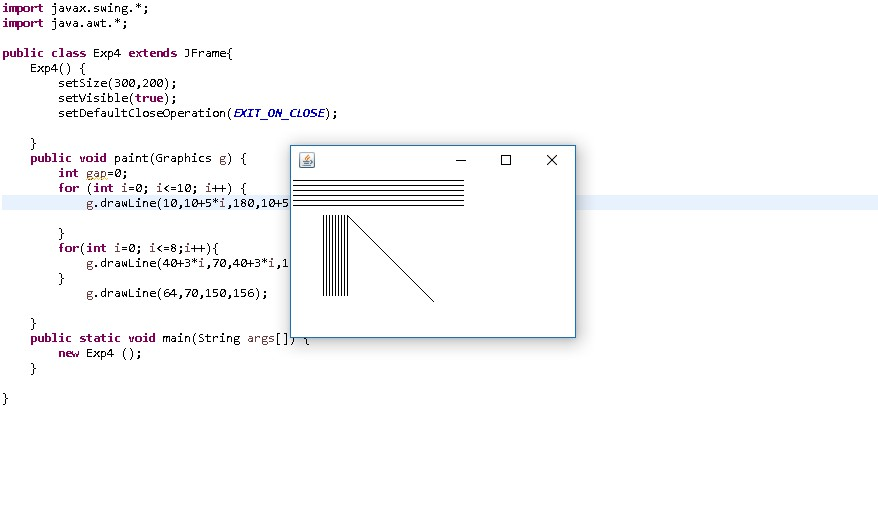 import javax.swing.*;
import java.awt.*;
public class Exp4 extends JFrame{
Exp4() {
setSize(300,200);
setVisible(true);
setDefaultCloseOperation(EXIT_ON_CLOSE);
}
public void paint(Graphics g) {
int gap=0;
for (int i=0; i<=10; i++) {
g.drawLine(10,10+5*i,180,10+5
}
for(int i=0; i<=8;i++){
g.drawLine(40+3*i,70,40+3*i,1
}
g.drawLine(64,70,150,156);
}
public static void main(String args[]) {
new Exp4 ();
}
}